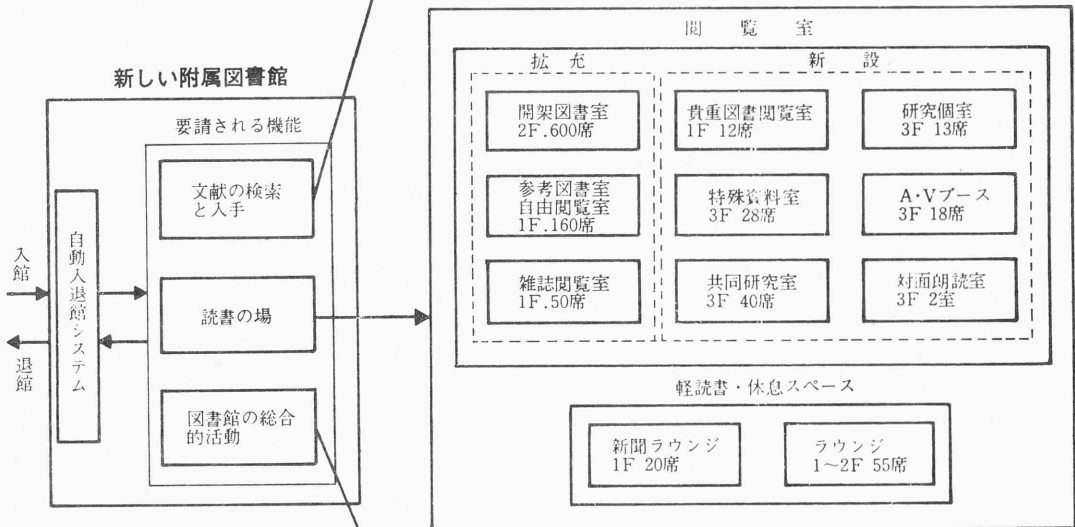 新しい附属図書館
要請される機能
文献の検索
と入手
読書の場
図書館の総合
的活動
自動入退館システム
入館
退館
閲覧室
拡充
開架図書室
2F.600席
参考図書室
自由閲覧室
1F.160席
雑誌閲覧室
1F.50席
新設
貴重図書閲覧室
1F 12席
研究個室
3F 13席
特殊資料室
3F 28席
A・Vブース
3F 18席
共同研究室
3F 40席
対面朗読室
3F 2室
軽読書・休息スペース
新聞ラウンジ
1F 20席
ラウンジ
1〜2F 55席